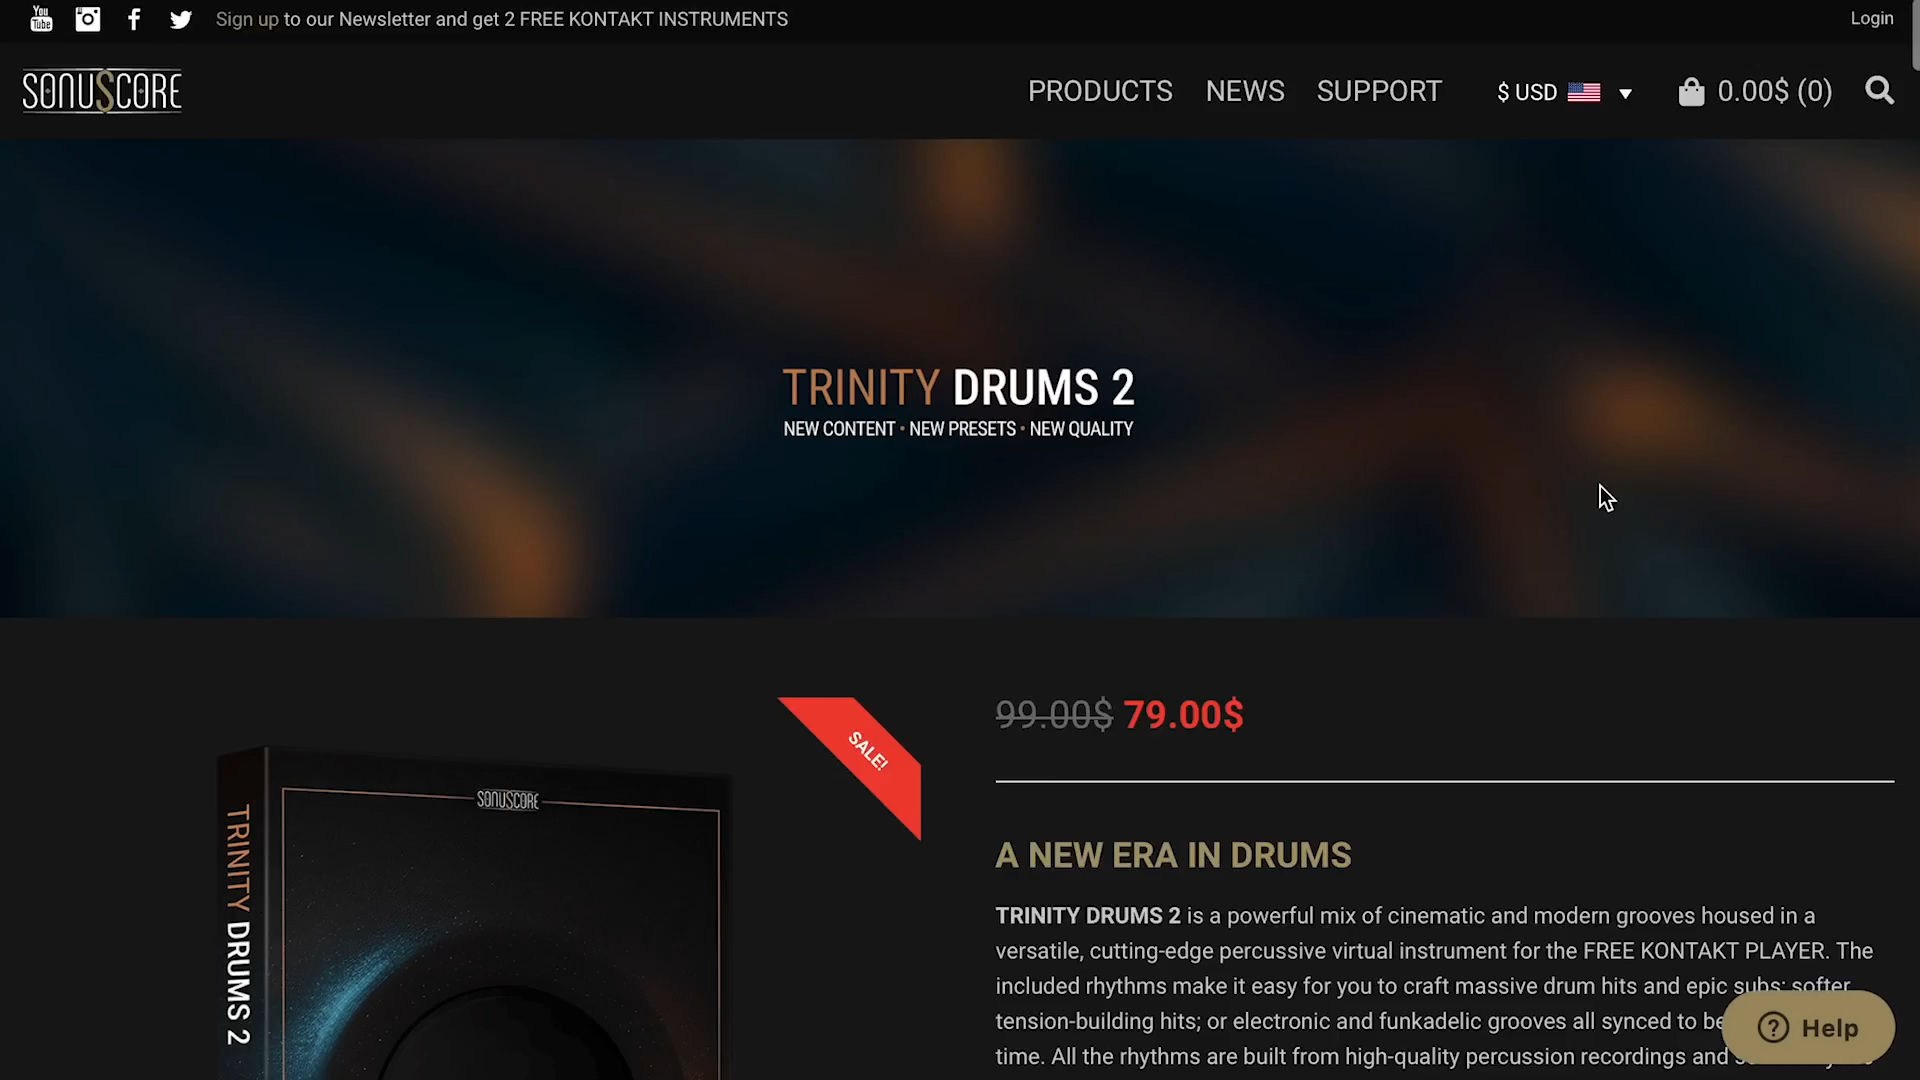 You Tube
Sign up to our Newsletter and get 2 FREE KONTAKT INSTRUMENTS
Login
SONUSCORE
PRODUCTS NEWS SUPPORT $ USD 0.00$ (0)
TRINITY DRUMS 2
NEW CONTENT • NEW PRESETS • NEW QUALITY
99.00$ 79.00$
SALE!
SONUSCORE
TRINITY DRUMS 2
A NEW ERA IN DRUMS
TRINITY DRUMS 2 is a powerful mix of cinematic and modern grooves housed in a
versatile, cutting-edge percussive virtual instrument for the FREE KONTAKT PLAYER. The
included rhythms make it easy for you to craft massive drum hits and epic subs; softer
tension-building hits; or electronic and funkadelic grooves all synced to
time. All the rhythms are built from high-quality percussion recordings and
Help